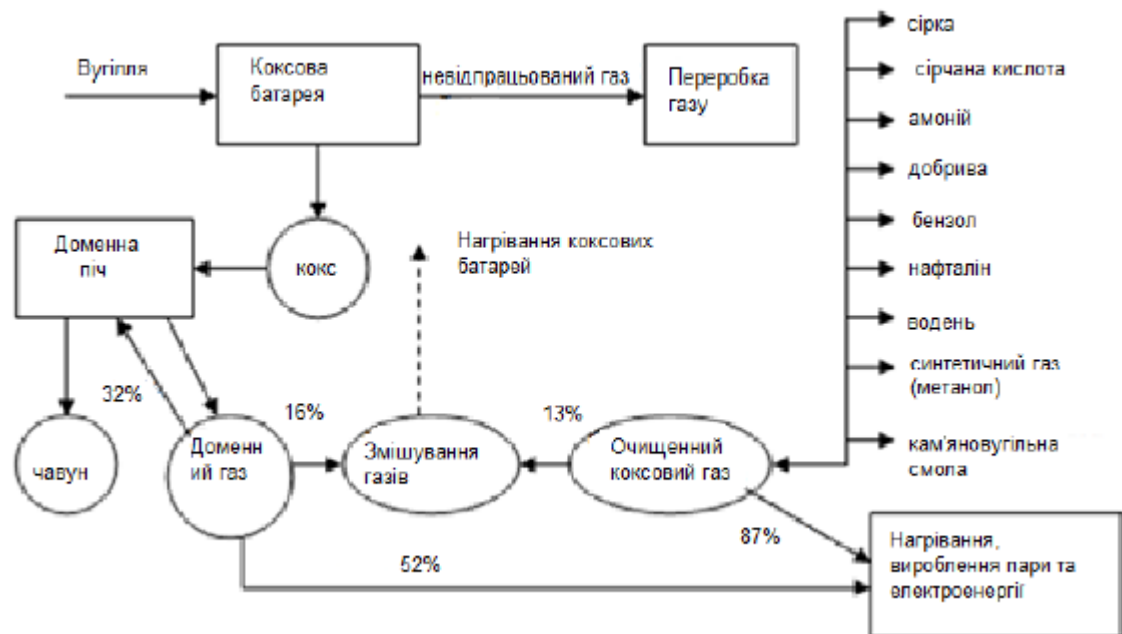 Вугілля
Коксова
батарея
невідпрацьований газ
Переробка
газу
сірка
сірчана кислота
амоній
добрива
бензол
нафталін
водень
синтетичний газ
(метанол)
кам'яновугільна
смола
Доменна
піч
кокс
Нагрівання коксових
батарей
32%
16%
13%
чавун
Доменн
ий газ
Змішування
газів
Очищенний
коксовий газ
87%
52%
Нагрівання,
вироблення пари та
електроенергії